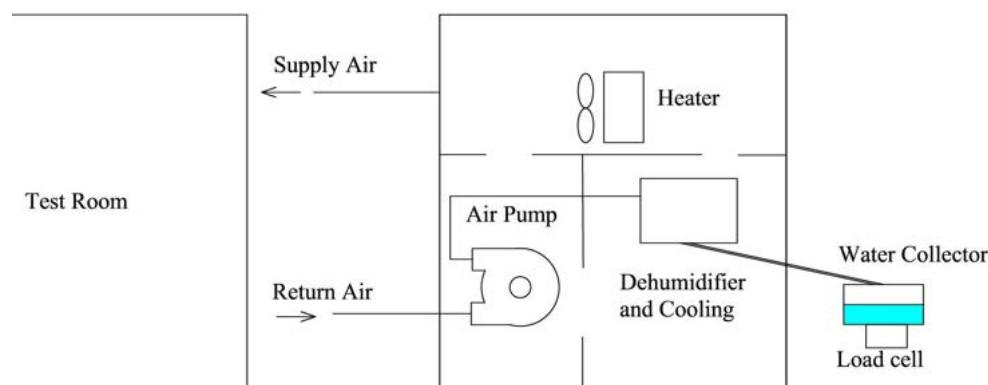 Supply Air
Heater
Test Room
Air Pump
Water Collector
Return Air
Dehumidifier
and Cooling
Load cell